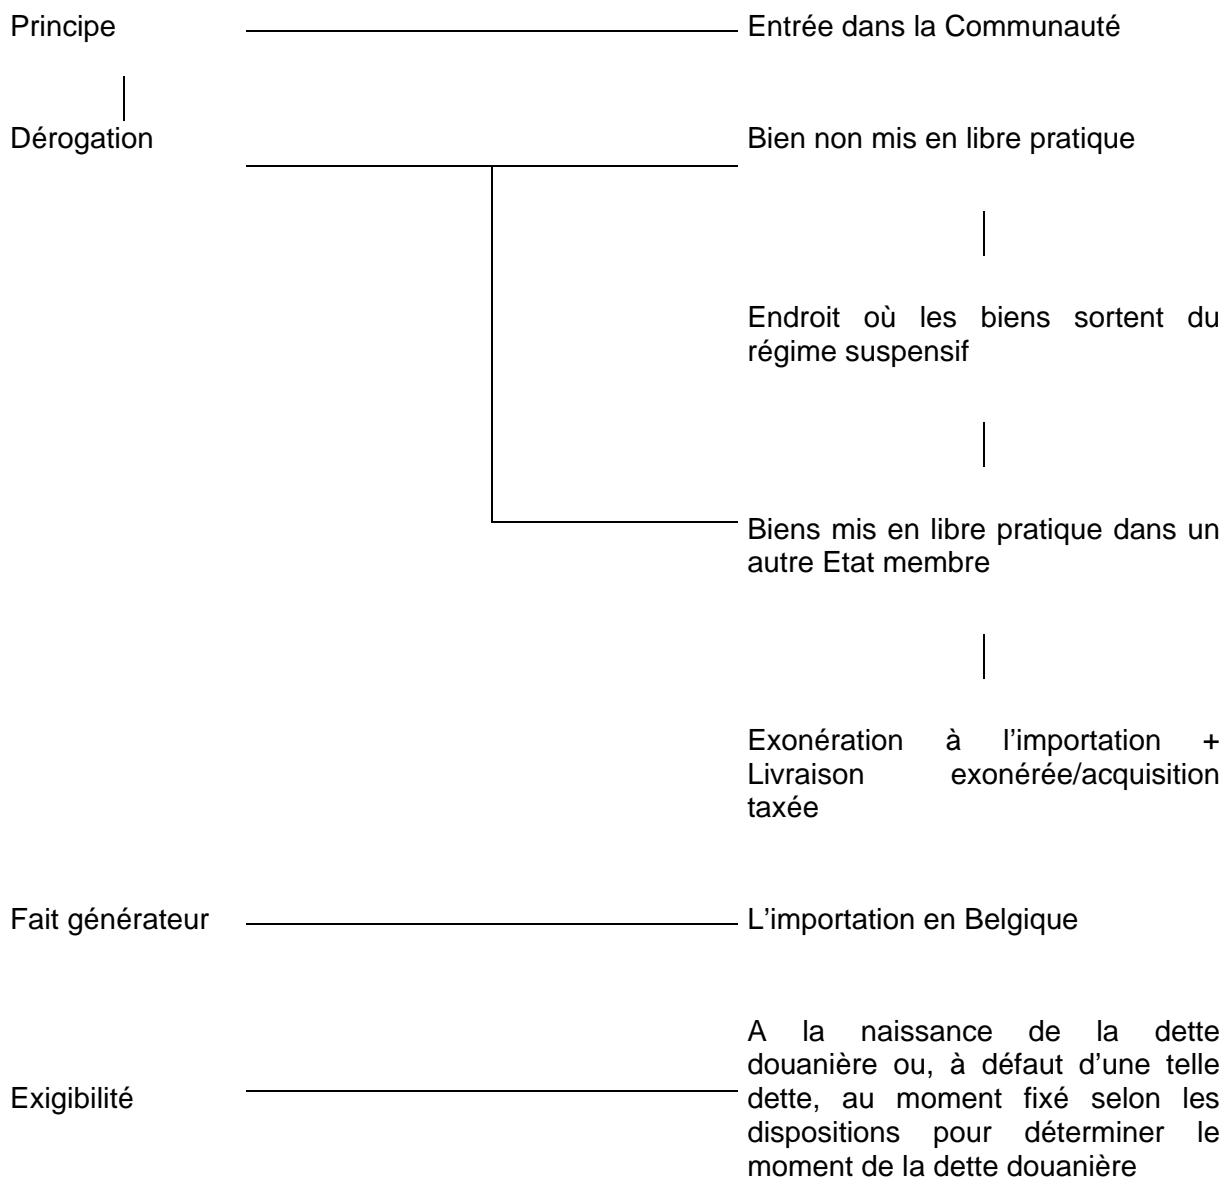 Principe
Entrée dans la Communauté
Dérogation
Bien non mis en libre pratique
Endroit où les biens sortent du
régime suspensif
Biens mis en libre pratique dans un
autre Etat membre
Exonération à l'importation +
Livraison exonérée/acquisition
taxée
Fait générateur
L'importation en Belgique
Exigibilité
A la naissance de la dette
douanière ou, à défaut d'une telle
dette, au moment fixé selon les
dispositions pour déterminer le
moment de la dette douanière